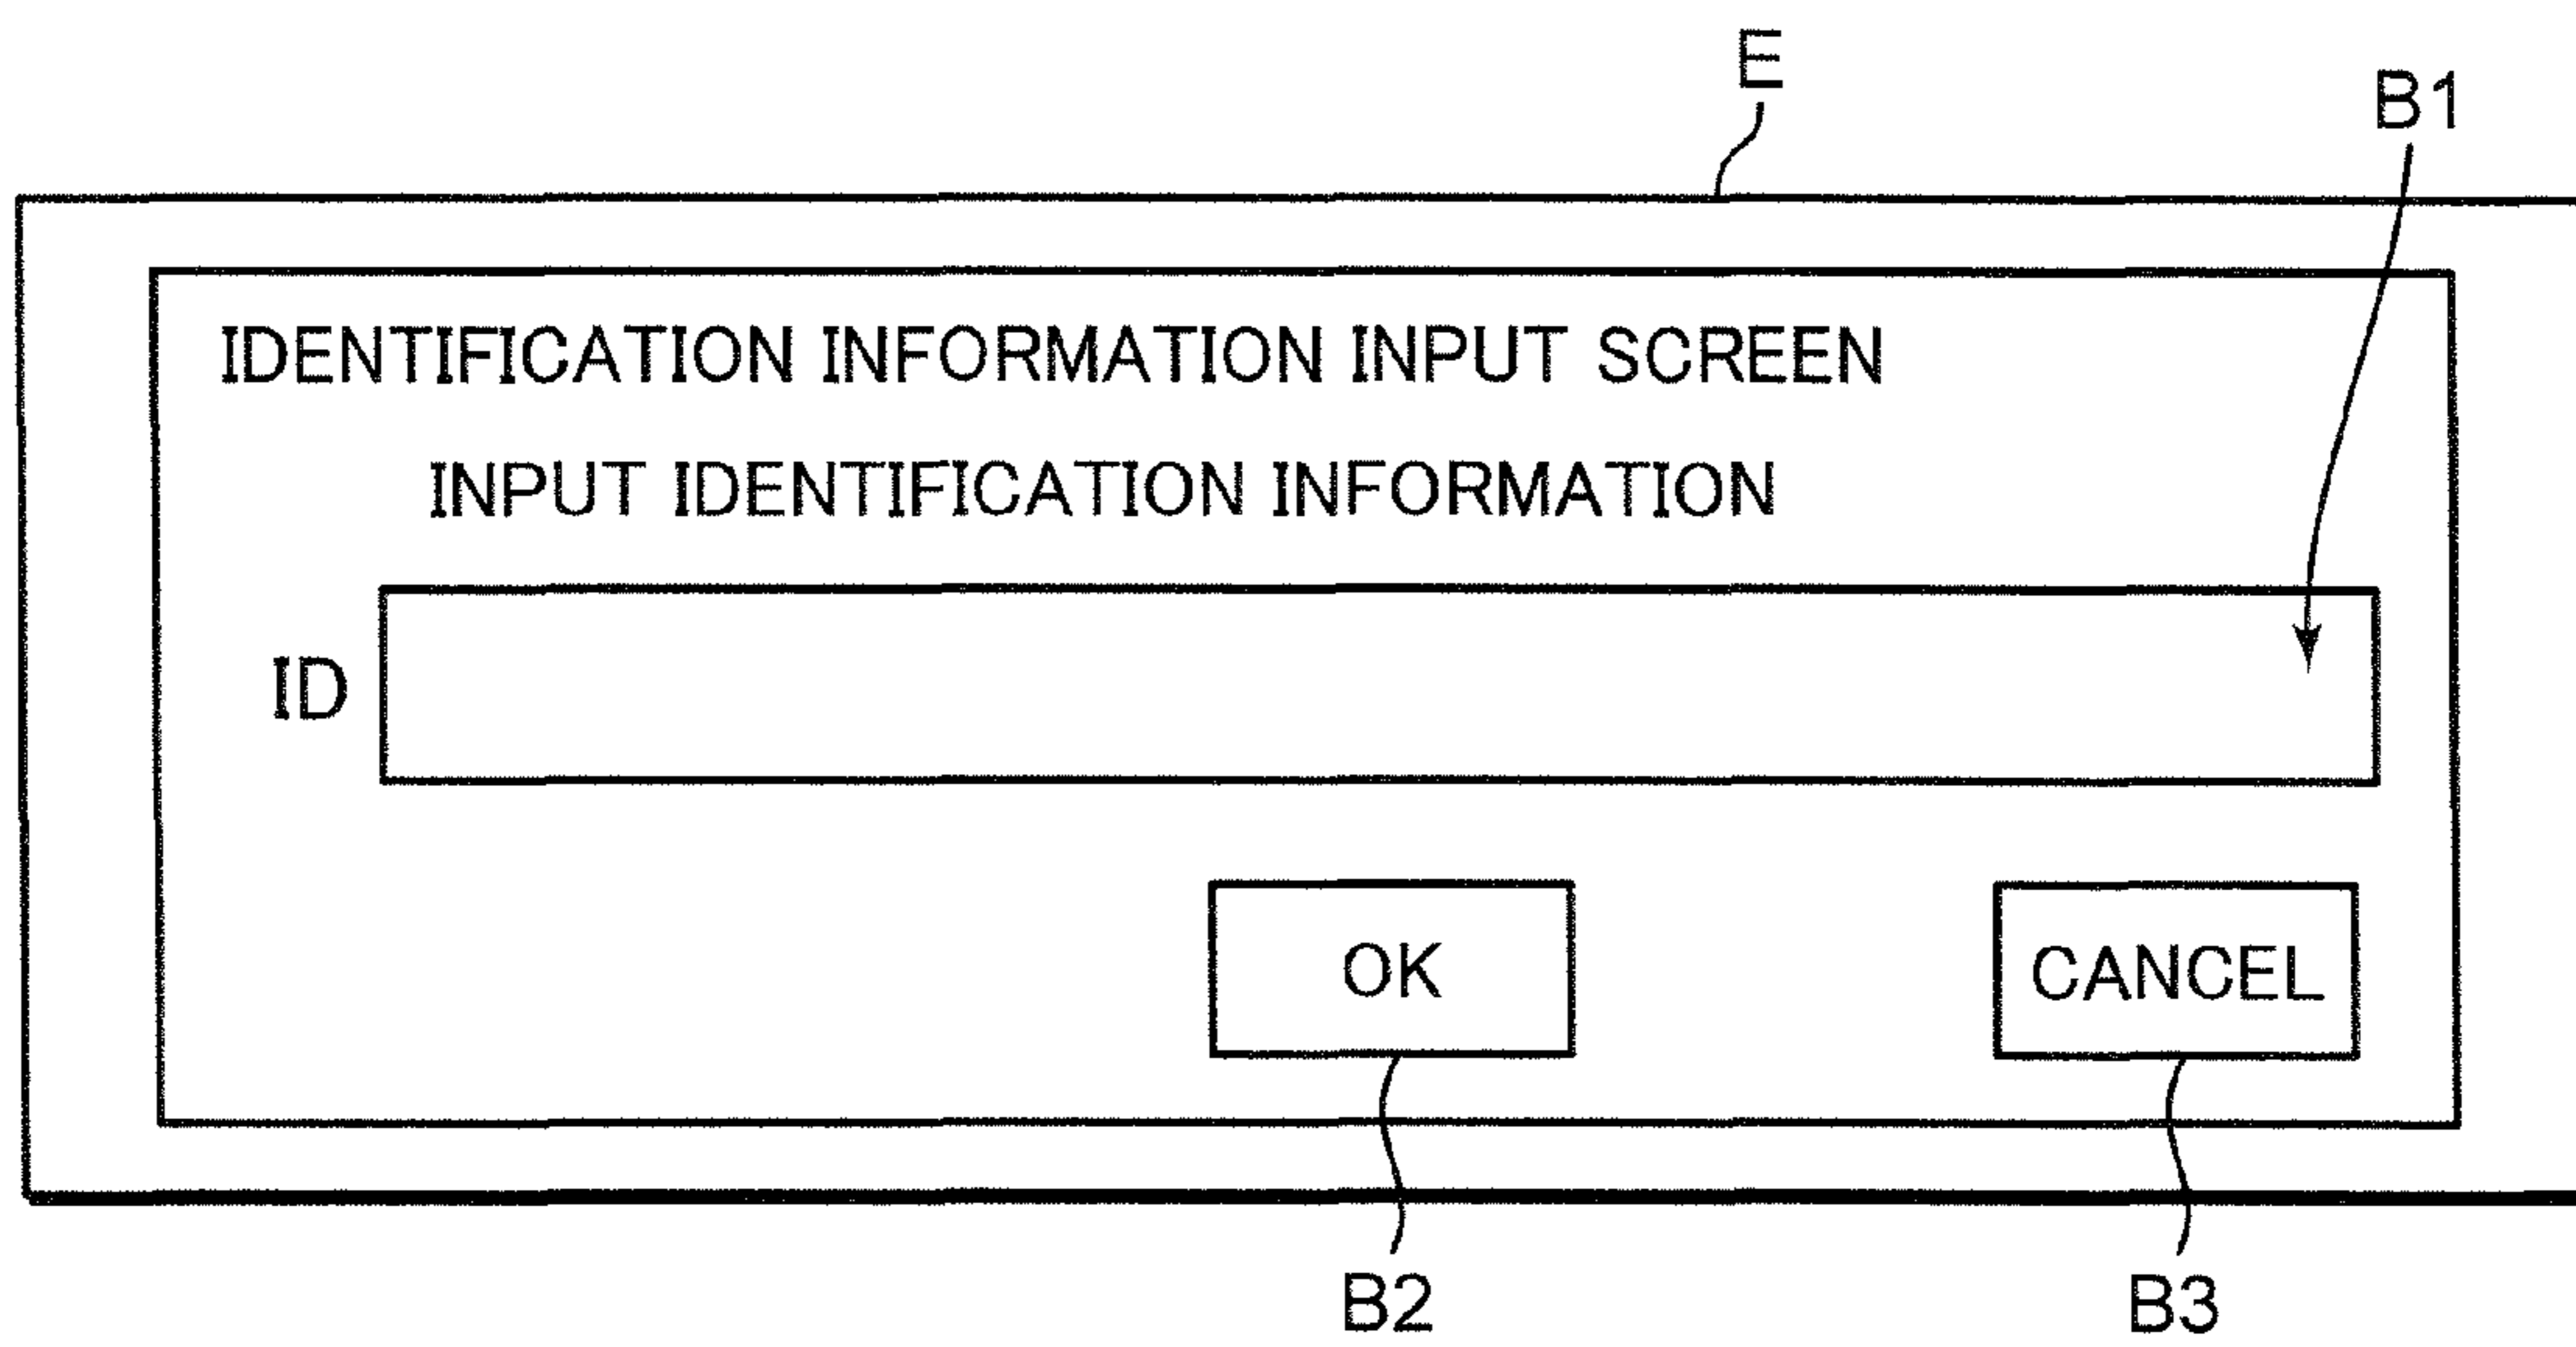 E
B1
IDENTIFICATION INFORMATION INPUT SCREEN
INPUT IDENTIFICATION INFORMATION
ID
OK
CANCEL
B2
B3